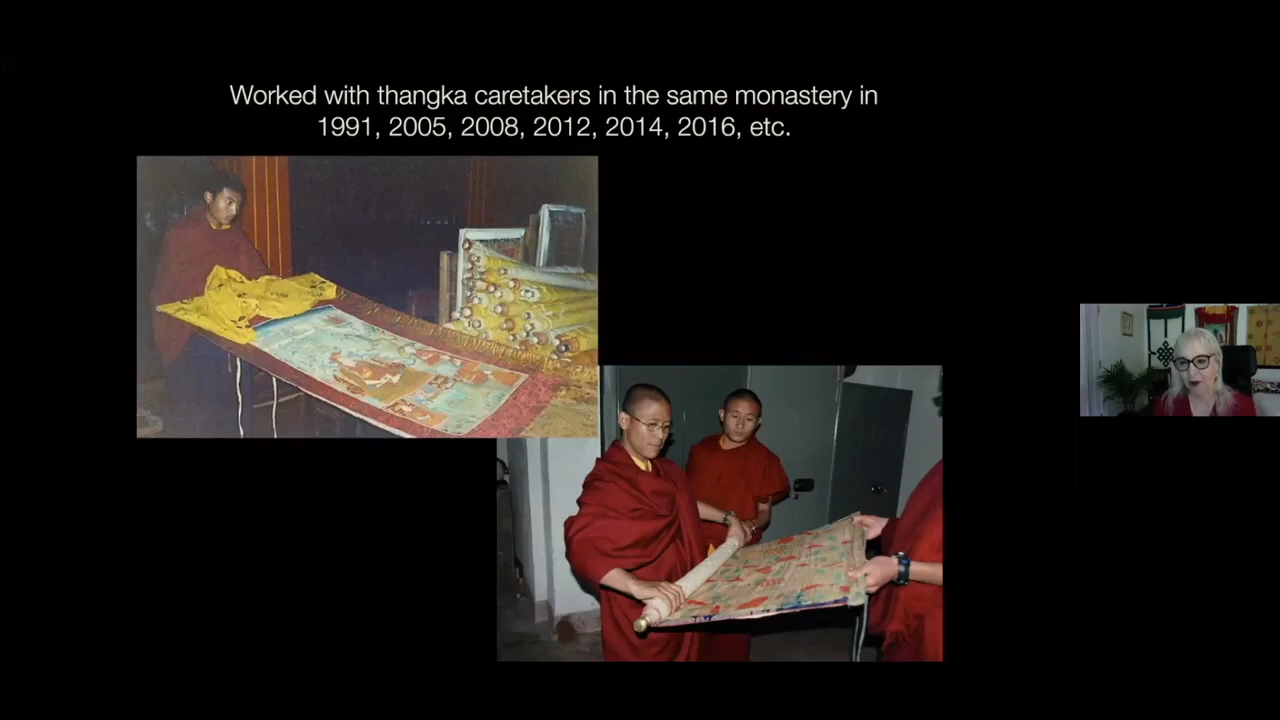 Worked with thangka caretakers in the same monastery in
1991, 2005, 2008, 2012, 2014, 2016, etc.